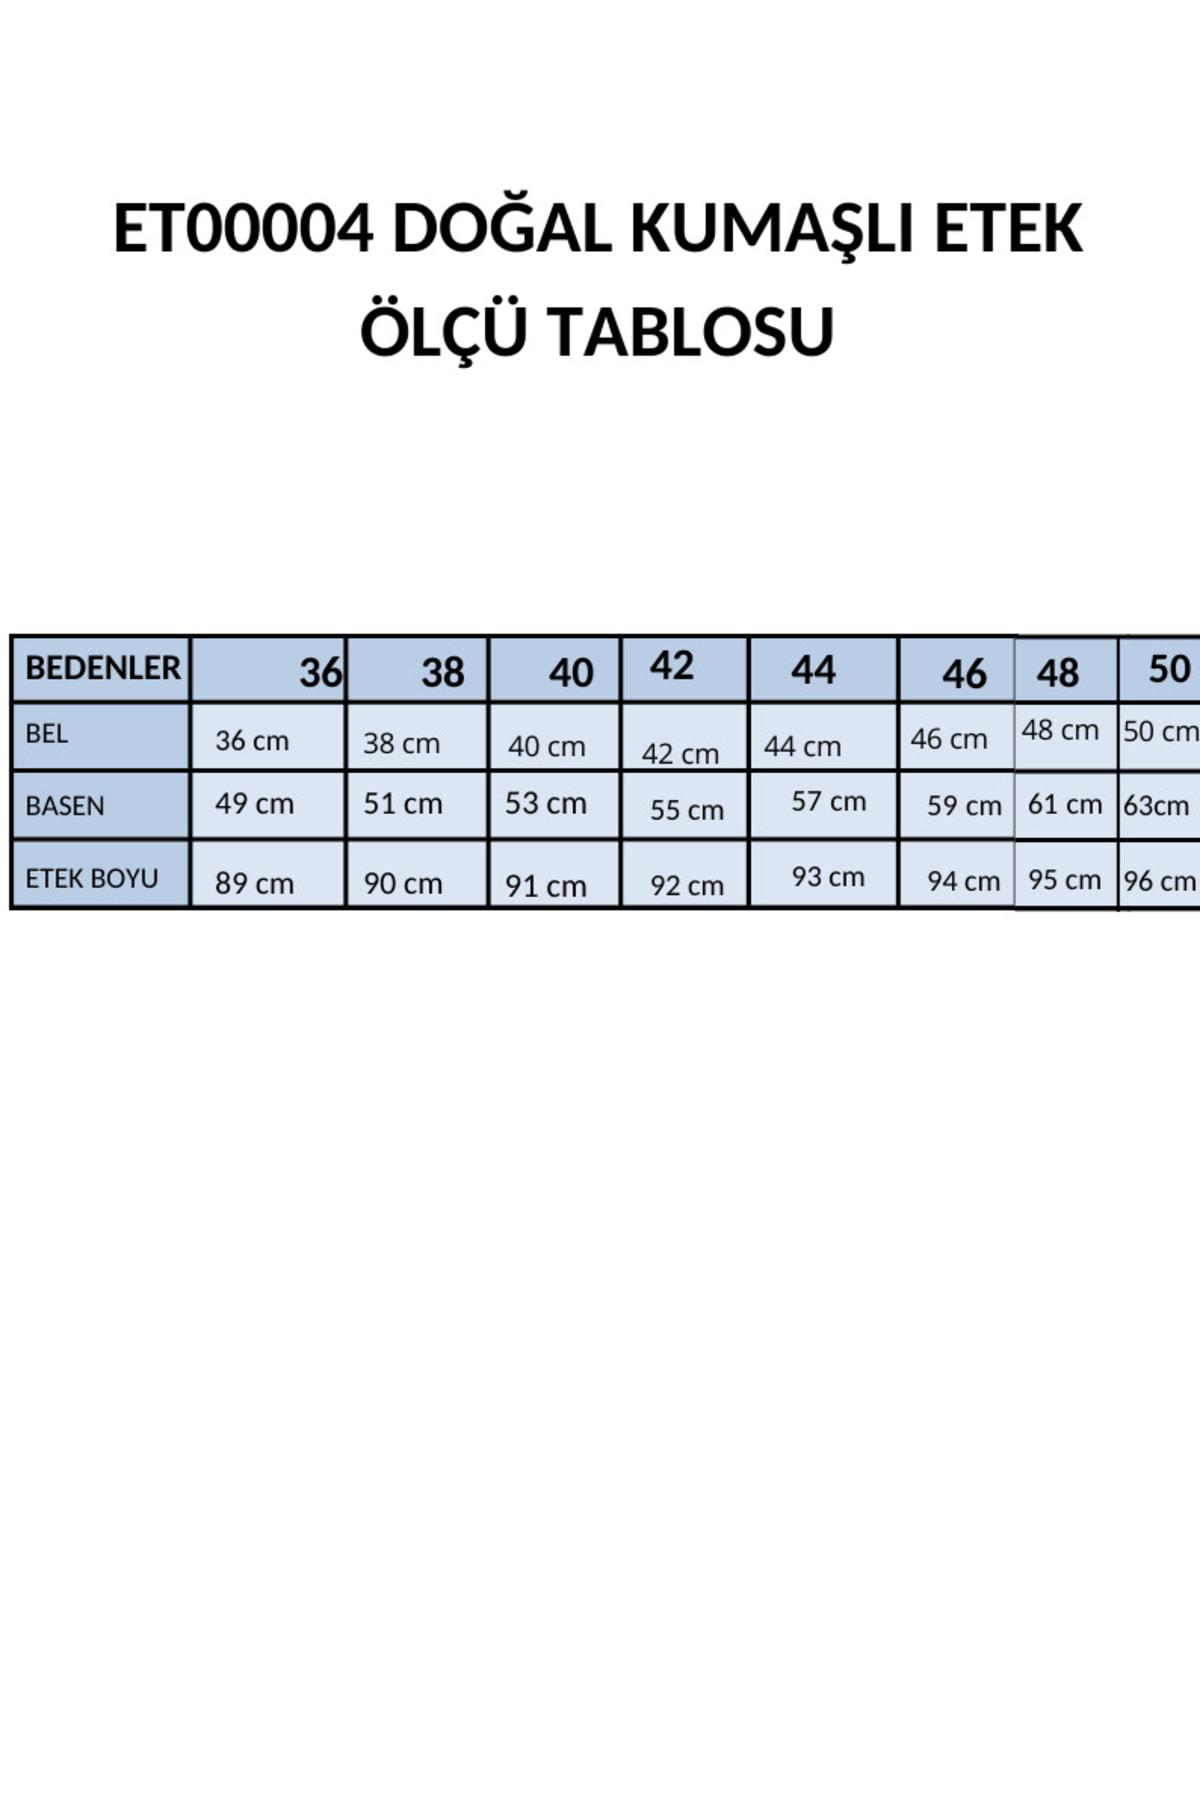 ET00004 DOĞAL KUMAŞLI ETEK
ÖLÇÜ TABLOSU
BEDENLER 36 38 40 42 44 46 48 50
BEL 36 cm 38 cm 40 cm 42 cm 44 cm 46 cm 48 cm 50 cm
BASEN 49 cm 51 cm 53 cm 55 cm 57 cm 59 cm 61 cm 63cm
ETEK BOYU 89 cm 90 cm 91 cm 92 cm 93 cm 94 cm 95 cm 96 cm